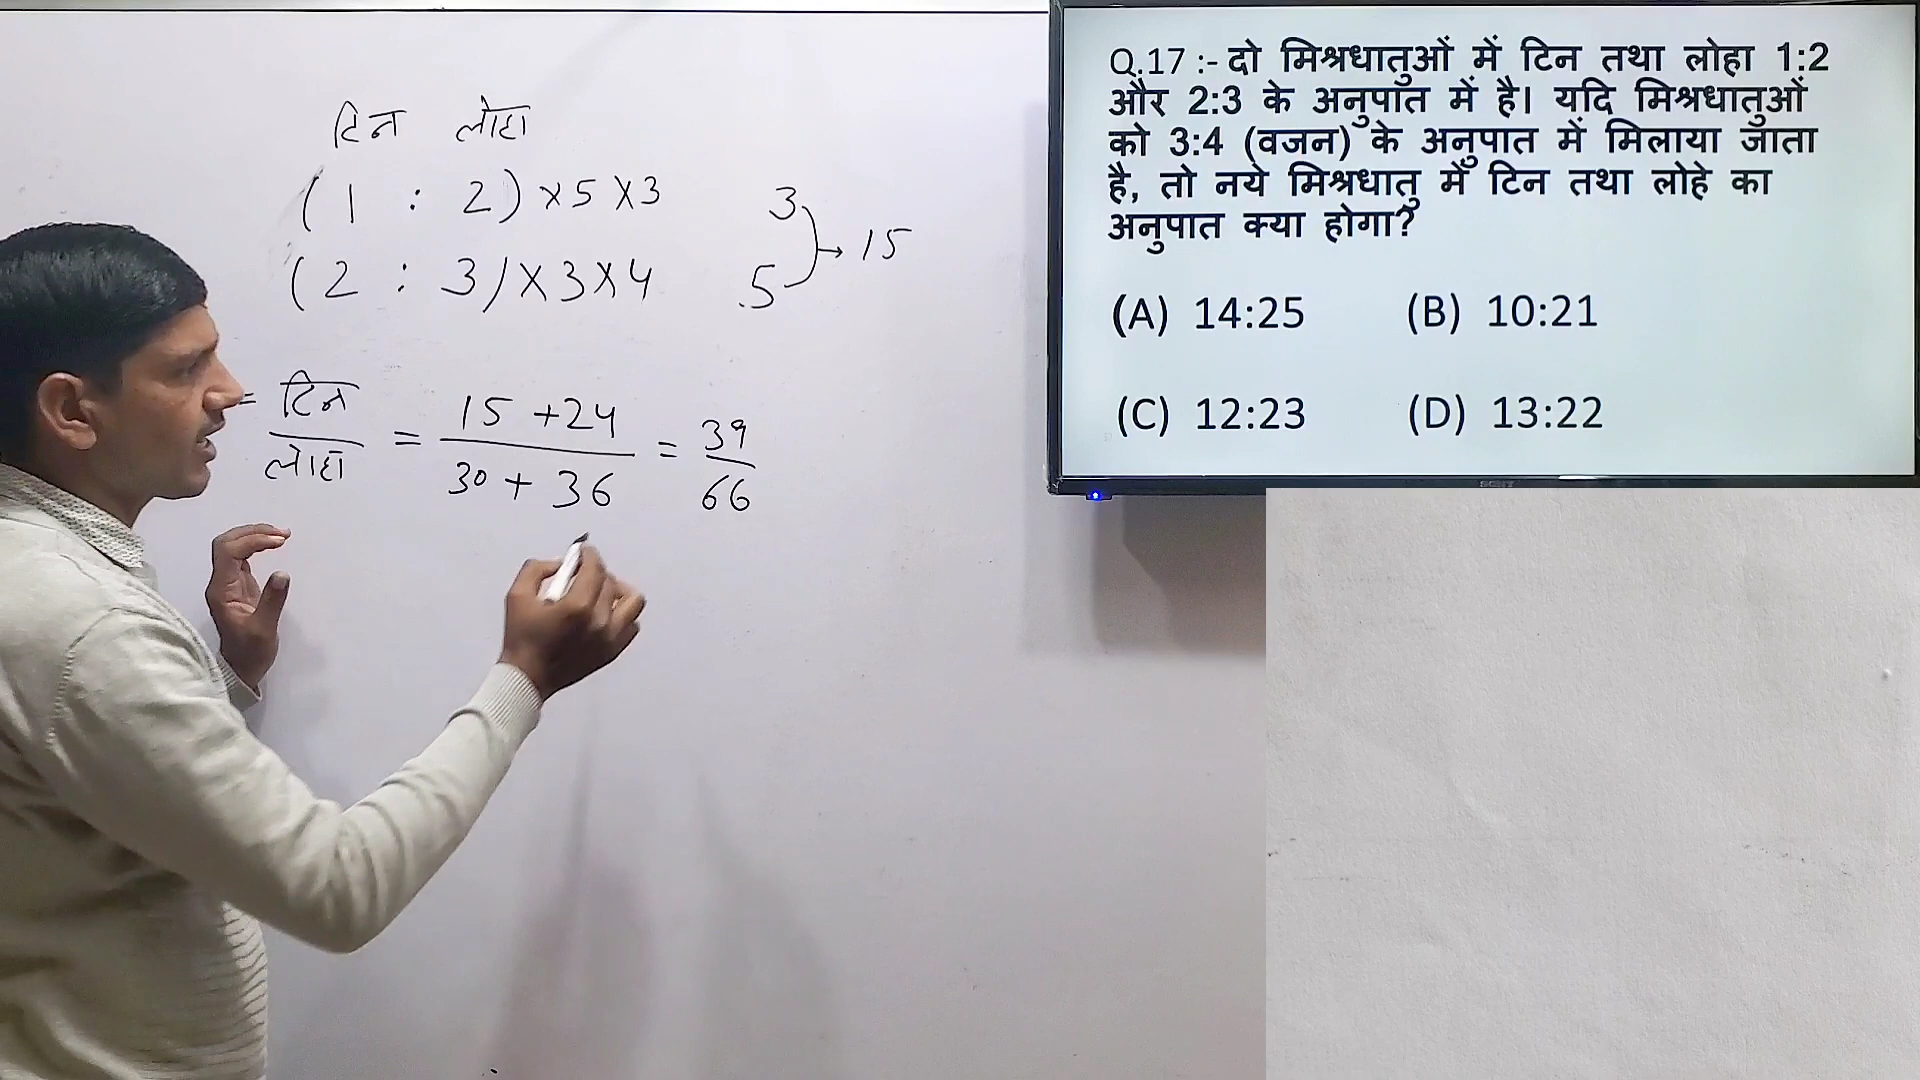 टिन लोहा
(1 : 2) x 5 x 3
3
15
(2 : 3) x 3 x 4
5
= टिन / लोहा = 15 + 24 / 30 + 36 = 39 / 66
Q.17 :- दो मिश्रधातुओं में टिन तथा लोहा 1:2
और 2:3 के अनुपात में है। यदि मिश्रधातुओं
को 3:4 (वजन) के अनुपात में मिलाया जाता
है, तो नये मिश्रधातु में टिन तथा लोहे का
अनुपात क्या होगा?
(A) 14:25 (B) 10:21
(C) 12:23 (D) 13:22